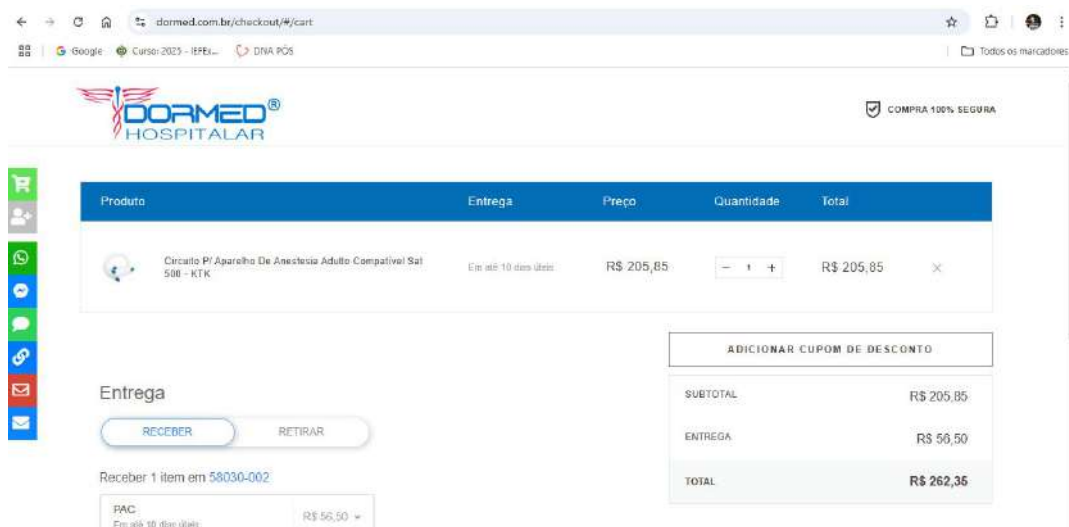 dormed.com.br/checkout/#/cart
Google Curso: 2025 - IEPEx... DNA PÓS Todos os marcadores
DORMED®
HOSPITALAR
COMPRA 100% SEGURA
Produto Entrega Preço Quantidade Total
Circuito P/ Aparelho De Anestesia Adulto Compatível Sat
500 - KTK
Em até 10 dias úteis R$ 205,85 − 1 + R$ 205,85
ADICIONAR CUPOM DE DESCONTO
Entrega
SUBTOTAL R$ 205,85
RECEBER RETIRAR
ENTREGA R$ 56,50
Receber 1 item em 58030-002
TOTAL R$ 262,35
PAC
Em até 10 dias úteis
R$ 56,50